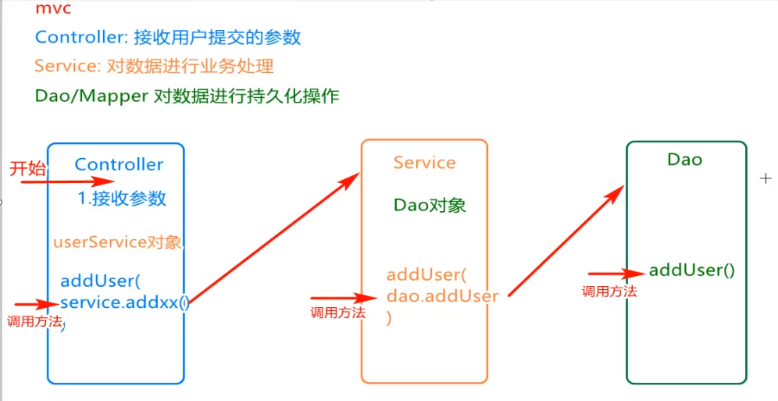 mvc
Controller: 接收用户提交的参数
Service: 对数据进行业务处理
Dao/Mapper 对数据进行持久化操作
开始
Controller
1.接收参数
userService对象
addUser(
service.addxx()
)
调用方法
Service
Dao对象
addUser(
dao.addUser
)
调用方法
Dao
addUser()
调用方法